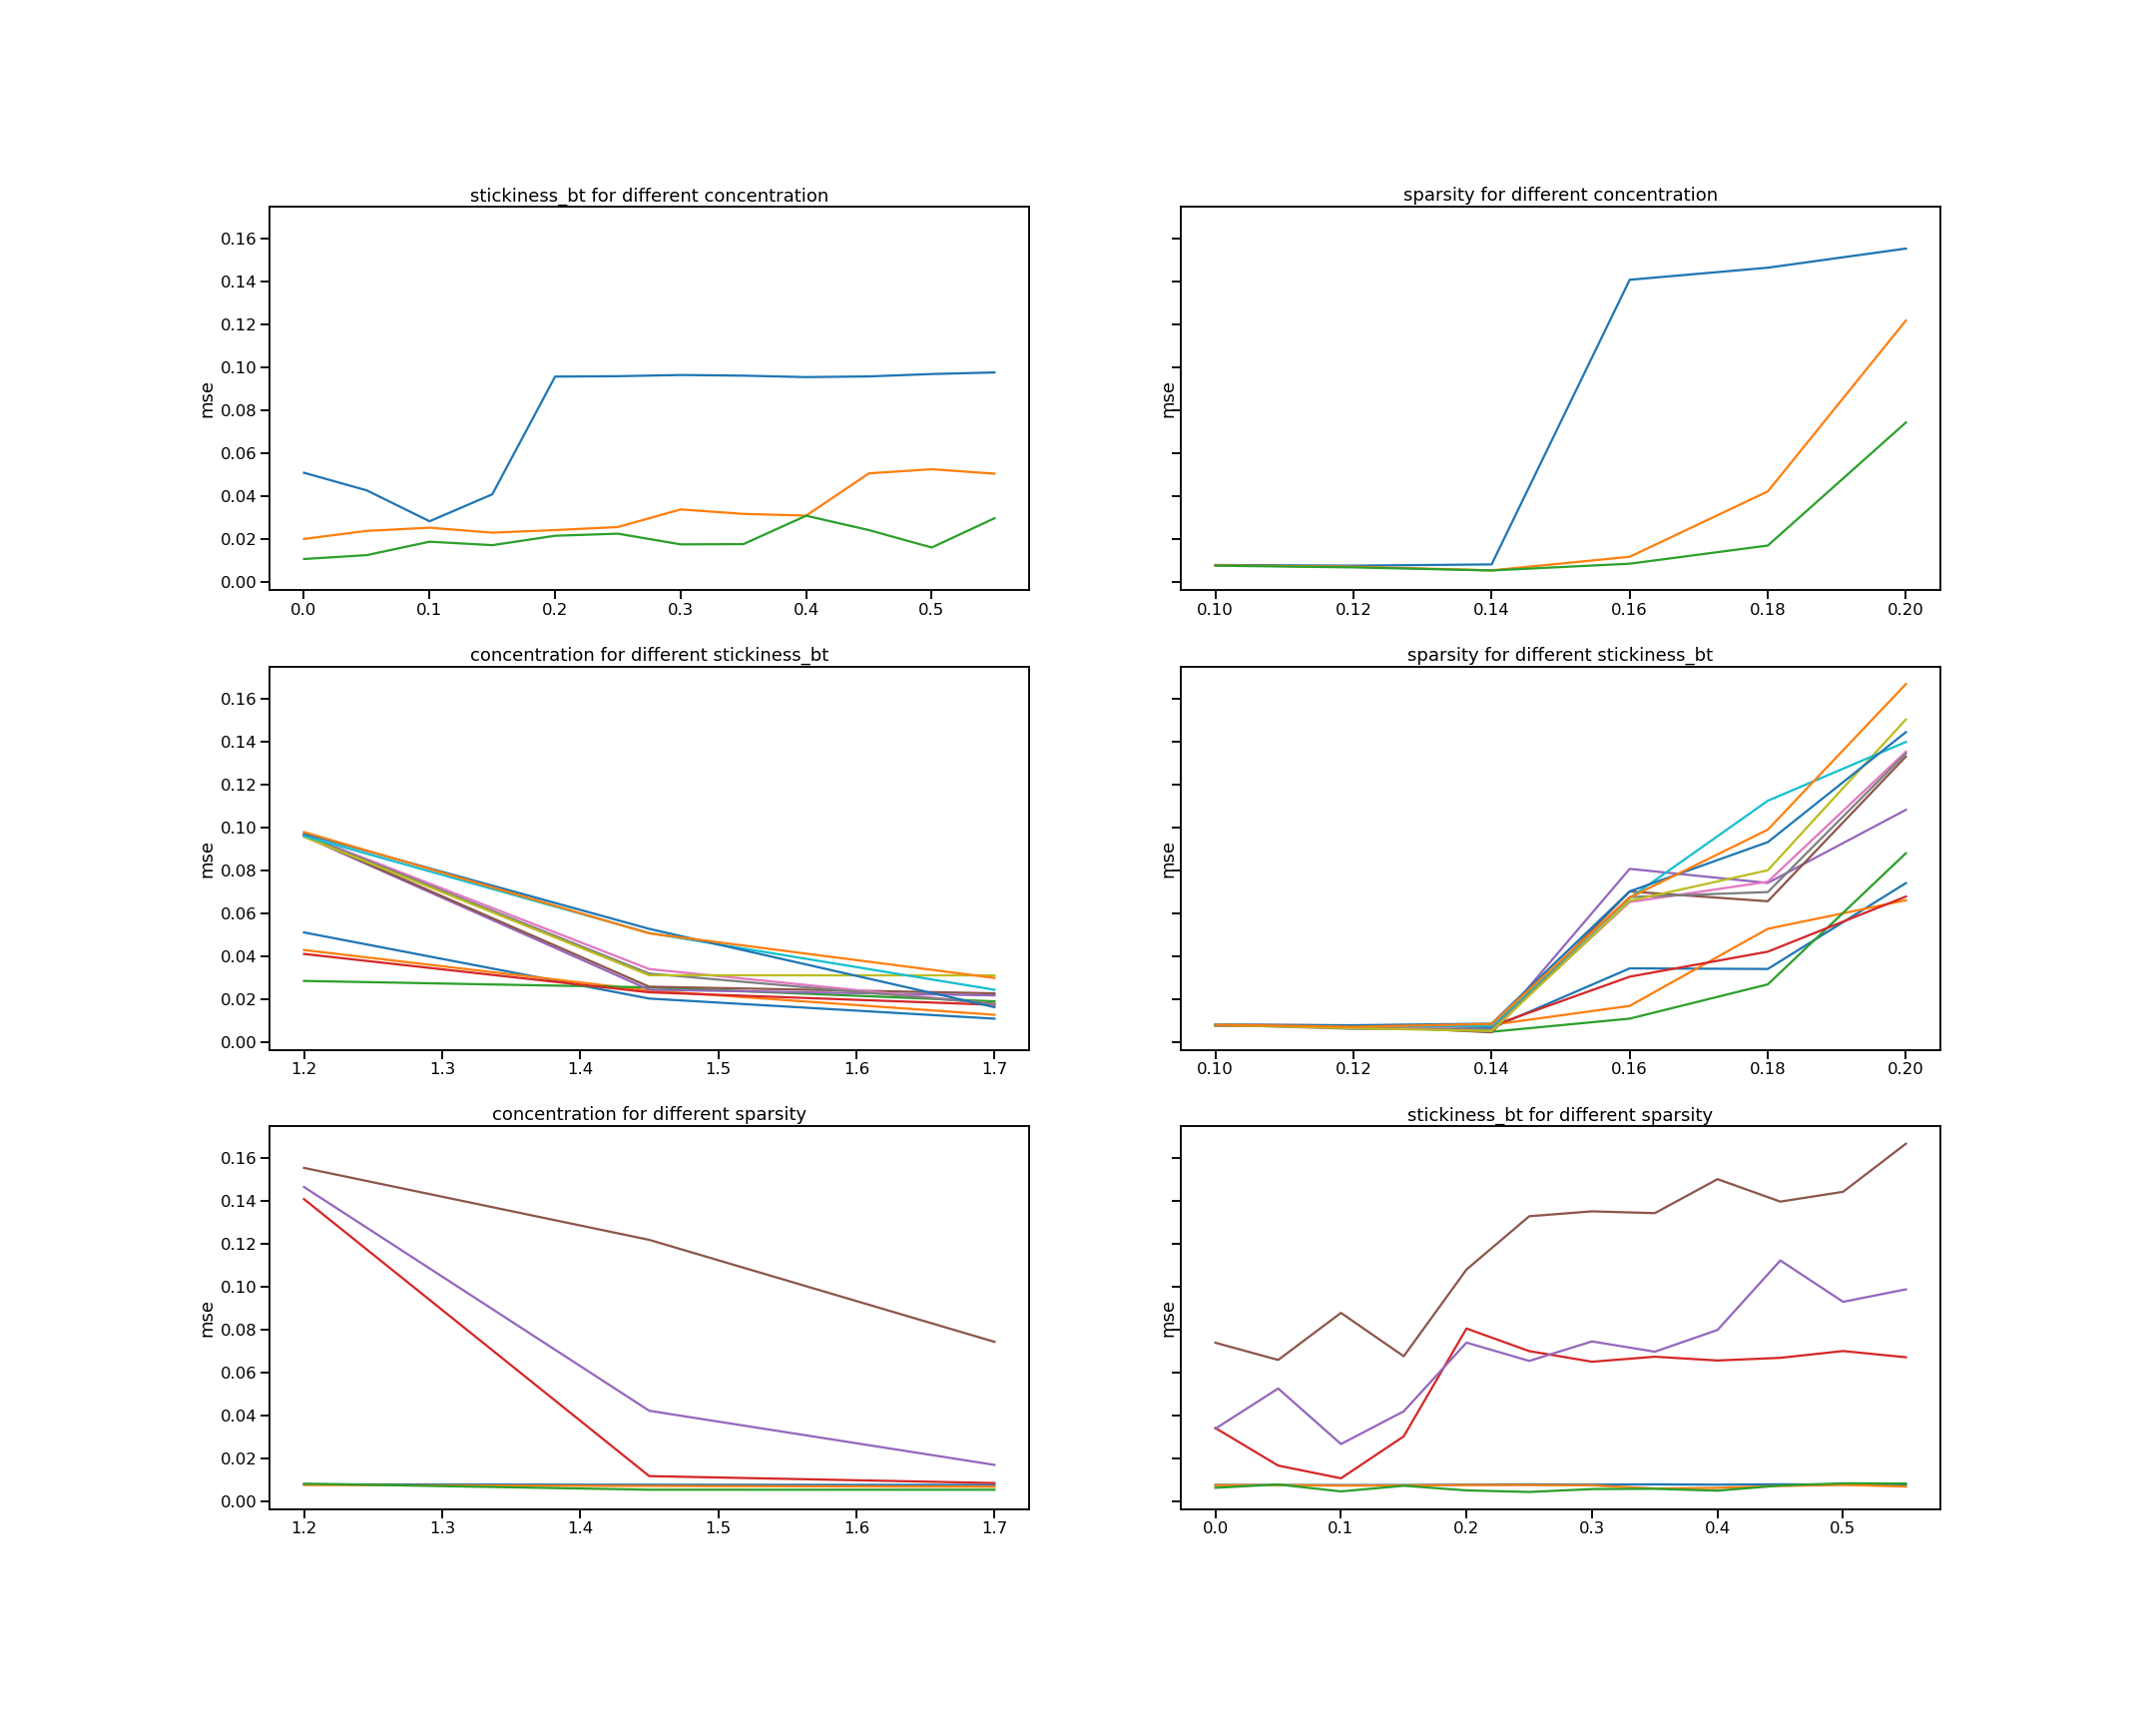 stickiness_bt for different concentration
sparsity for different concentration
mse
0.16
0.14
0.12
0.10
0.08
0.06
0.04
0.02
0.00
0.0 0.1 0.2 0.3 0.4 0.5
mse
0.10 0.12 0.14 0.16 0.18 0.20
concentration for different stickiness_bt
sparsity for different stickiness_bt
mse
0.16
0.14
0.12
0.10
0.08
0.06
0.04
0.02
0.00
1.2 1.3 1.4 1.5 1.6 1.7
mse
0.10 0.12 0.14 0.16 0.18 0.20
concentration for different sparsity
stickiness_bt for different sparsity
mse
0.16
0.14
0.12
0.10
0.08
0.06
0.04
0.02
0.00
1.2 1.3 1.4 1.5 1.6 1.7
mse
0.0 0.1 0.2 0.3 0.4 0.5